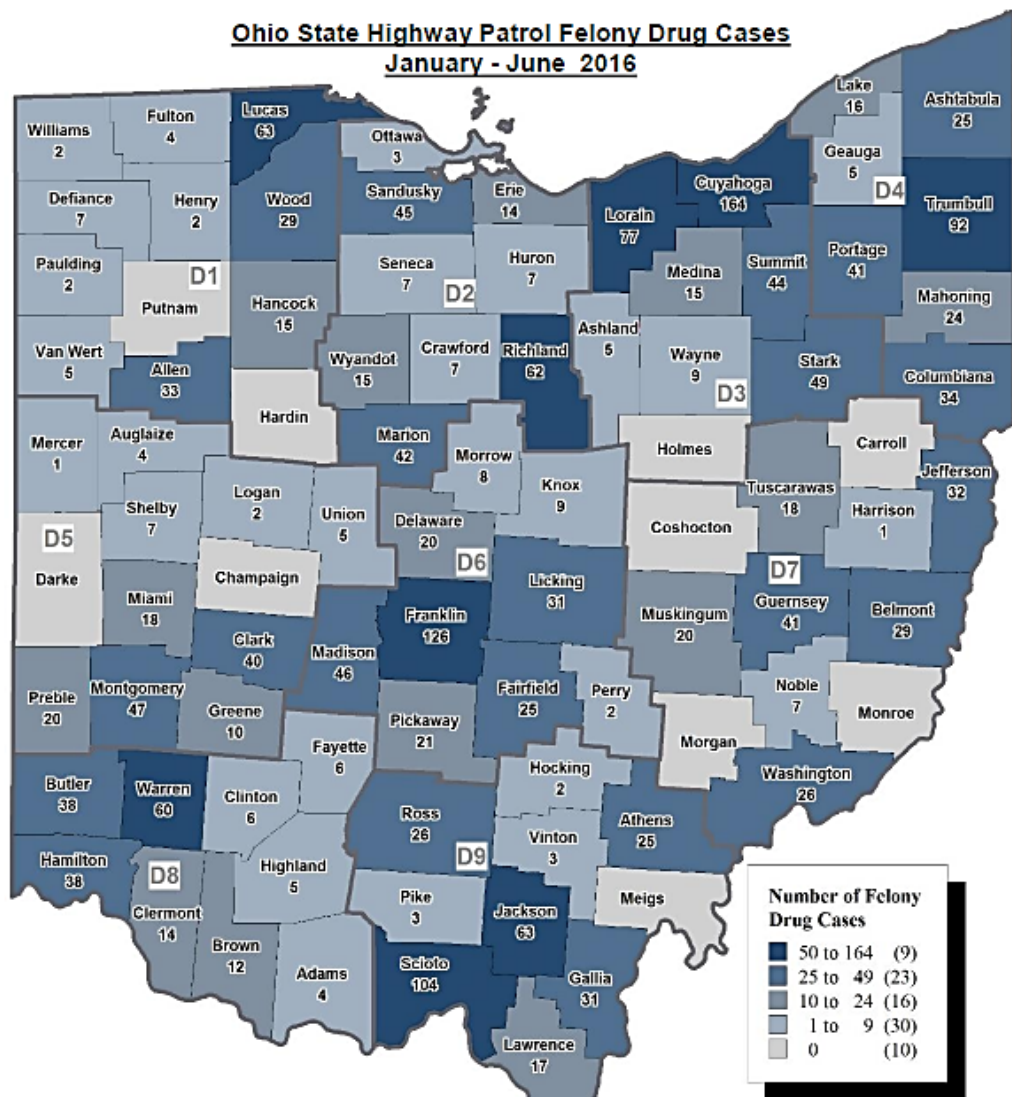 Ohio State Highway Patrol Felony Drug Cases
January - June 2016
Williams
2
Fulton
4
Lucas
63
Ottawa
3
Lake
16
Ashtabula
25
Geauga
5
D4
Defiance
7
Henry
2
Wood
29
Sandusky
45
Erie
14
Lorain
77
Cuyahoga
164
Trumbull
92
Paulding
2
D1
Putnam
Hancock
15
Seneca
7
D2
Huron
7
Medina
15
Summit
44
Portage
41
Mahoning
24
Van Wert
5
Allen
33
Wyandot
15
Crawford
7
Richland
62
Ashland
5
Wayne
9
D3
Stark
49
Columbiana
34
Hardin
Mercer
1
Auglaize
4
Marion
42
Morrow
8
Holmes
Carroll
Jefferson
32
Shelby
7
Logan
2
Union
5
Delaware
20
D6
Knox
9
Coshocton
Tuscarawas
18
Harrison
1
D5
Darke
Champaign
Miami
18
Franklin
126
Licking
31
Muskingum
20
D7
Guernsey
41
Belmont
29
Clark
40
Madison
46
Preble
20
Montgomery
47
Greene
10
Pickaway
21
Fairfield
25
Perry
2
Morgan
Noble
7
Monroe
Fayette
6
Butler
38
Warren
60
Clinton
6
Ross
26
D9
Hocking
2
Athens
25
Washington
26
Hamilton
38
D8
Clermont
14
Highland
5
Vinton
3
Pike
3
Jackson
63
Meigs
Brown
12
Adams
4
Scioto
104
Gallia
31
Lawrence
17
Number of Felony
Drug Cases
50 to 164 (9)
25 to 49 (23)
10 to 24 (16)
1 to 9 (30)
0 (10)